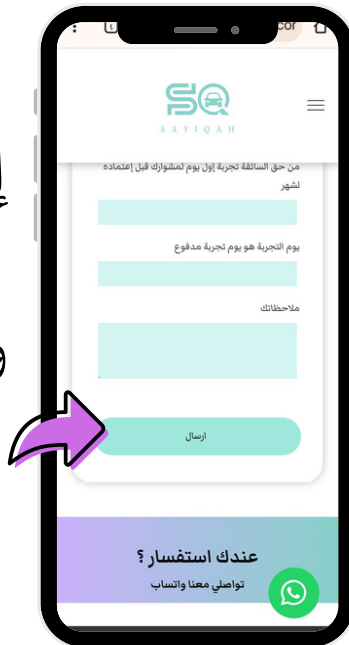 SQ
SAYIQAH
من حق السائقة تجربة إول يوم لمشوارك قبل إعتماده
لشهر
يوم التجربة هو يوم تجربة مدفوع
ملاحظاتك
ارسال
عندك استفسار ؟
تواصلي معنا واتساب